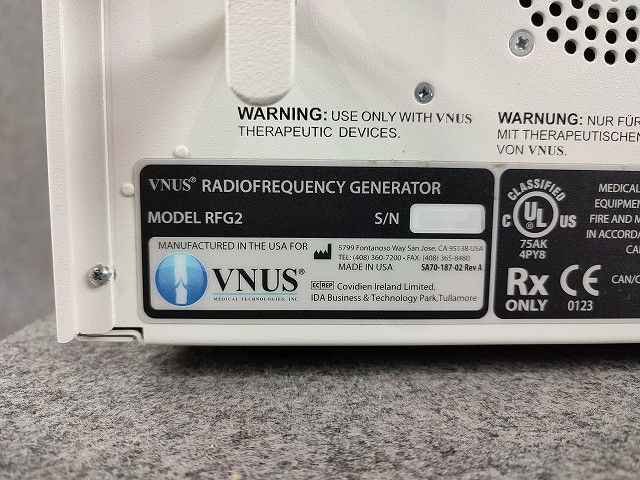 WARNING: USE ONLY WITH VNUS
THERAPEUTIC DEVICES.
WARNUNG: NUR FÜR
MIT THERAPEUTISCHEN
VON VNUS.
VNUS® RADIOFREQUENCY GENERATOR
MODEL RFG2 S/N
MANUFACTURED IN THE USA FOR
VNUS®
MEDICAL TECHNOLOGIES, INC.
5799 Fontanoso Way San Jose, CA 95138 USA
TEL: (408) 360-7200 • FAX: (408) 365-8480
MADE IN USA SA70-187-02 Rev A
EC REP Covidien Ireland Limited,
IDA Business & Technology Park, Tullamore
CLASSIFIED
C UL® US
75AK
4PY8
Rx
ONLY
CE
0123
MEDICAL
EQUIPMEN
FIRE AND M
IN ACCORDA
CA
CAN/C